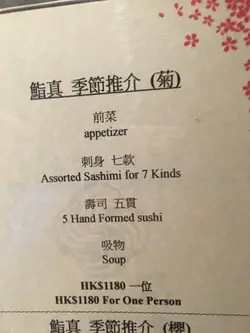 鮨真 季節推介 (菊)
前菜
appetizer
刺身 七款
Assorted Sashimi for 7 Kinds
壽司 五貫
5 Hand Formed sushi
吸物
Soup
HK$1180 一位
HK$1180 For One Person
鮨真 季節推介 (櫻)